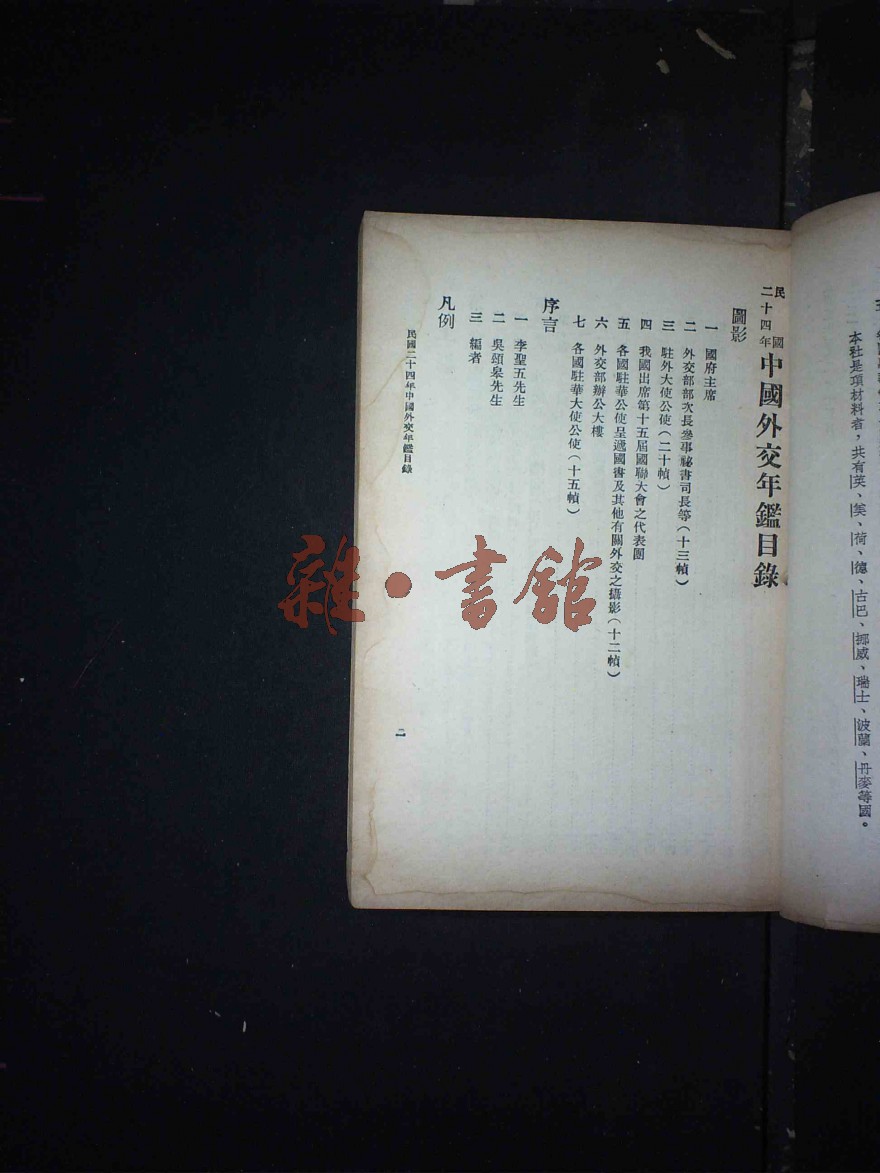 本社是項材料者，共有英、美、荷、德、古巴、挪威、瑞士、波蘭、丹麥等國。
民國二十四年中國外交年鑑目錄
圖影
一 國府主席
二 外交部部次長參事祕書司長等（十三幀）
三 駐外大使公使（二十幀）
四 我國出席第十五屆國聯大會之代表團
五 各國駐華公使呈遞國書及其他有關外交之攝影（十二幀）
六 外交部辦公大樓
七 各國駐華大使公使（十五幀）
序言
一 李聖五先生
二 吳頌皋先生
三 編者
凡例
民國二十四年中國外交年鑑目錄
二
雜·書館